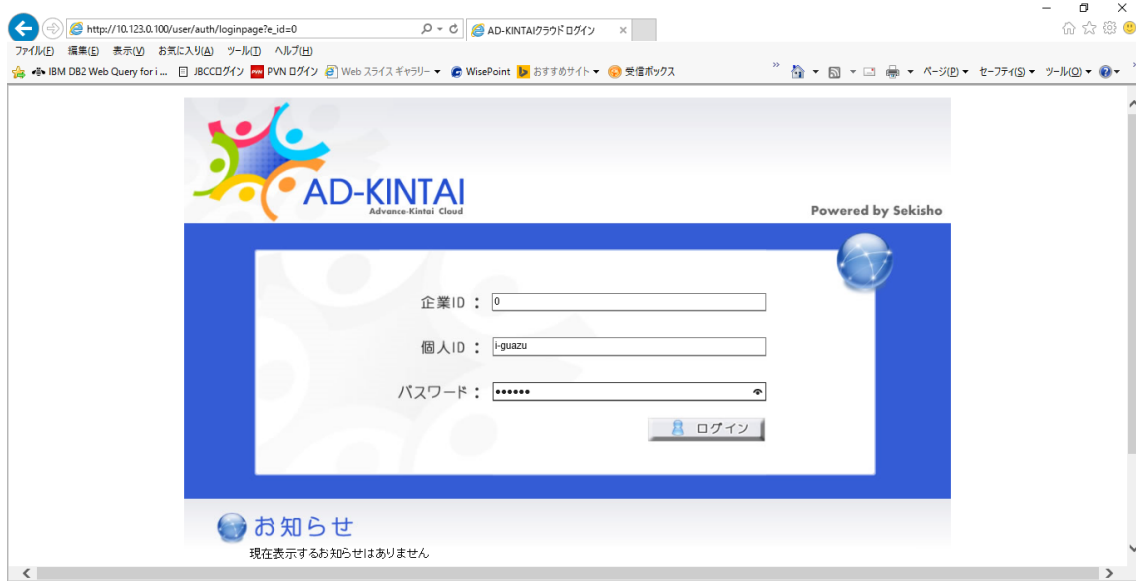 http://10.123.0.100/user/auth/loginpage?e_id=0
AD-KINTAIクラウド ログイン
ファイル(F) 編集(E) 表示(V) お気に入り(A) ツール(T) ヘルプ(H)
IBM DB2 Web Query for i ... JBCCログイン PVN ログイン Web スライス ギャラリー WisePoint おすすめサイト 受信ボックス ページ(P) セーフティ(S) ツール(O)
AD-KINTAI
Advance-Kintai Cloud
Powered by Sekisho
企業ID : 0
個人ID : i-guazu
パスワード : ••••••
ログイン
お知らせ
現在表示するお知らせはありません